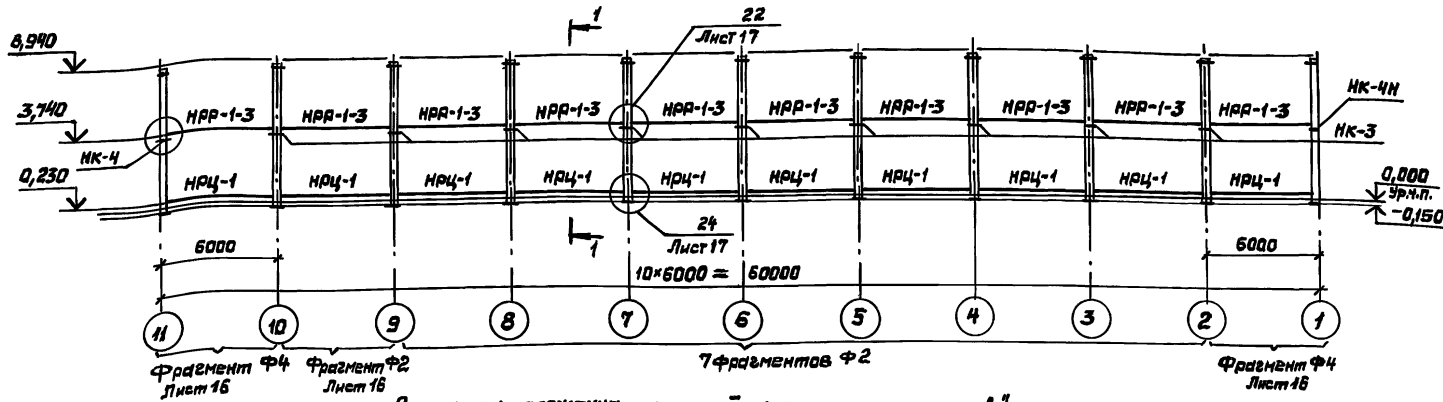 1
22
Лист 17
8,940
НРР-1-3 НРР-1-3 НРР-1-3 НРР-1-3 НРР-1-3 НРР-1-3 НРР-1-3 НРР-1-3 НРР-1-3 НРР-1-3
НК-4Н
3,740
НК-3
НК-4
НРЦ-1 НРЦ-1 НРЦ-1 НРЦ-1 НРЦ-1 НРЦ-1 НРЦ-1 НРЦ-1 НРЦ-1 НРЦ-1
0,230
0,000
Ур.ч.п.
-0,150
24
Лист 17
1
6000
6000
10×6000 = 60000
11 10 9 8 7 6 5 4 3 2 1
Фрагмент Ф4
Лист 16
Фрагмент Ф2
Лист 16
7 фрагментов Ф2
Фрагмент Ф4
Лист 16